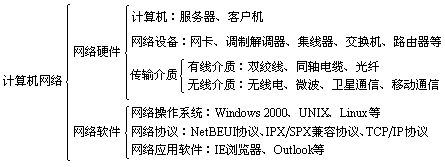 计算机网络
网络硬件
计算机：服务器、客户机
网络设备：网卡、调制解调器、集线器、交换机、路由器等
传输介质
有线介质：双绞线、同轴电缆、光纤
无线介质：无线电、微波、卫星通信、移动通信
网络软件
网络操作系统：Windows 2000、UNIX、Linux等
网络协议：NetBEUI协议、IPX/SPX兼容协议、TCP/IP协议
网络应用软件：IE浏览器、Outlook等